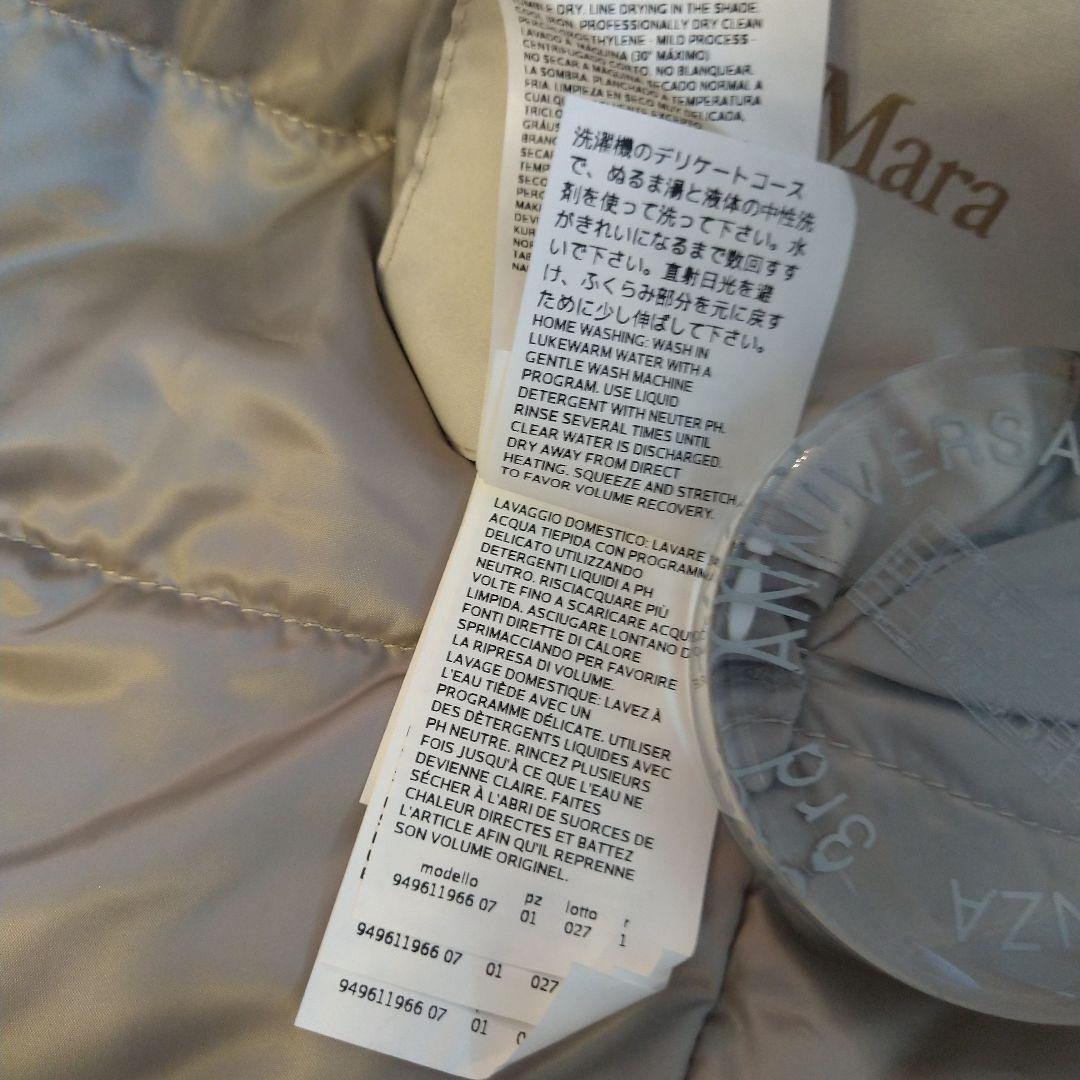 TUMBLE DRY. LINE DRYING IN THE SHADE.
COOL IRON. PROFESSIONALLY DRY CLEAN
PERCHLOROETHYLENE - MILD PROCESS -
LAVADO A MÁQUINA (30° MÁXIMO)
CENTRIFUGADO CORTO. NO BLANQUEAR.
NO SECAR A MÁQUINA. SECADO NORMAL A
LA SOMBRA. PLANCHADO A TEMPERATURA
FRIA. LIMPIEZA EN SECO MUY DELICADA,
Mara
洗濯機のデリケートコース
で、ぬるま湯と液体の中性洗
剤を使って洗って下さい。水
がきれいになるまで数回すす
いで下さい。直射日光を避
け、ふくらみ部分を元に戻す
ために少し伸ばして下さい。
HOME WASHING: WASH IN
LUKEWARM WATER WITH A
GENTLE WASH MACHINE
PROGRAM. USE LIQUID
DETERGENT WITH NEUTER PH.
RINSE SEVERAL TIMES UNTIL
CLEAR WATER IS DISCHARGED.
DRY AWAY FROM DIRECT
HEATING. SQUEEZE AND STRETCH
TO FAVOR VOLUME RECOVERY.
LAVAGGIO DOMESTICO: LAVARE
ACQUA TIEPIDA CON PROGRAMMA
DELICATO UTILIZZANDO
DETERGENTI LIQUIDI A PH
NEUTRO. RISCIACQUARE PIÙ
VOLTE FINO A SCARICARE ACQUA
LIMPIDA. ASCIUGARE LONTANO
FONTI DIRETTE DI CALORE
SPRIMACCIANDO PER FAVORIRE
LA RIPRESA DI VOLUME.
LAVAGE DOMESTIQUE: LAVEZ À
L'EAU TIÈDE AVEC UN
PROGRAMME DÉLICATE. UTILISER
DES DÈTERGENTS LIQUIDES AVEC
PH NEUTRE. RINCEZ PLUSIEURS
FOIS JUSQU'À CE QUE L'EAU NE
DEVIENNE CLAIRE. FAITES
SÉCHER À L'ABRI DE SUORCES DE
CHALEUR DIRECTES ET BATTEZ
L'ARTICLE AFIN QU'IL REPRENNE
SON VOLUME ORIGINEL.
modello pz lotto r
949611966 07 01 027 1
949611966 07 01 027
949611966 07 01
3rd ANNIVERSA
NZA